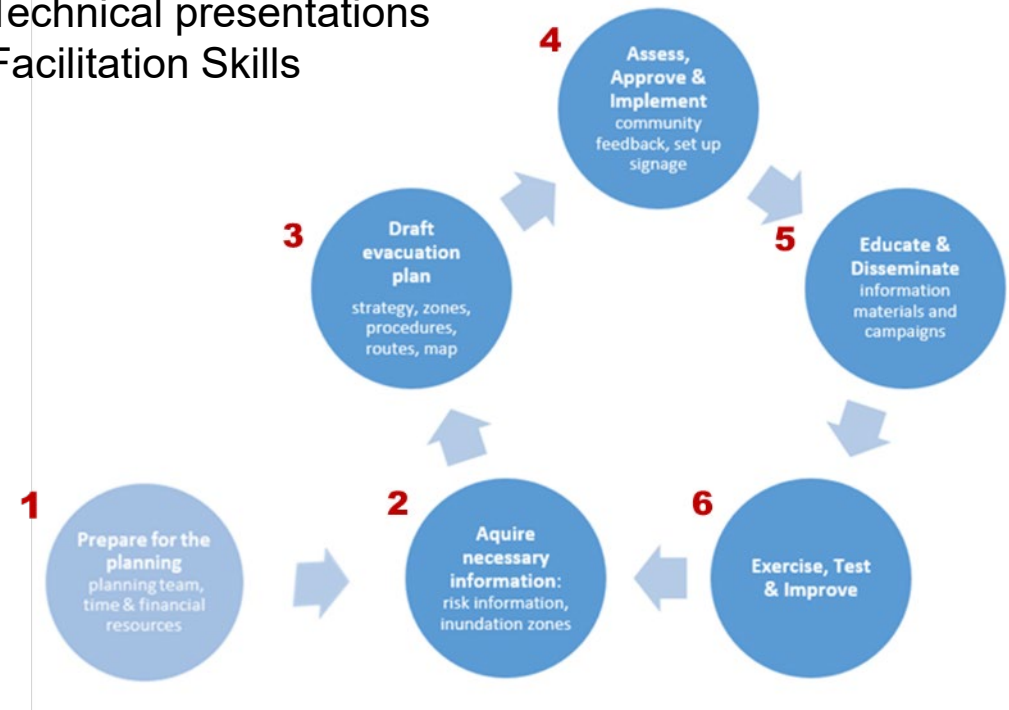 Technical presentations
Facilitation Skills
1
Prepare for the
planning
planning team,
time & financial
resources
2
Aquire
necessary
information:
risk information,
inundation zones
3
Draft
evacuation
plan
strategy, zones,
procedures,
routes, map
4
Assess,
Approve &
Implement
community
feedback, set up
signage
5
Educate &
Disseminate
information
materials and
campaigns
6
Exercise, Test
& Improve